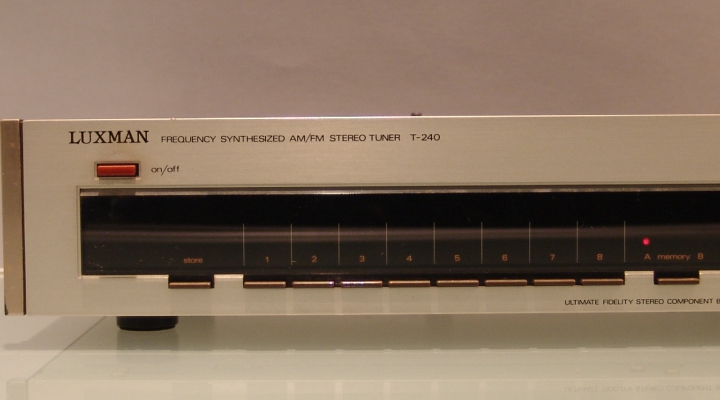 LUXMAN FREQUENCY SYNTHESIZED AM/FM STEREO TUNER T-240
on/off
store 1 2 3 4 5 6 7 8 A memory B
ULTIMATE FIDELITY STEREO COMPONENT